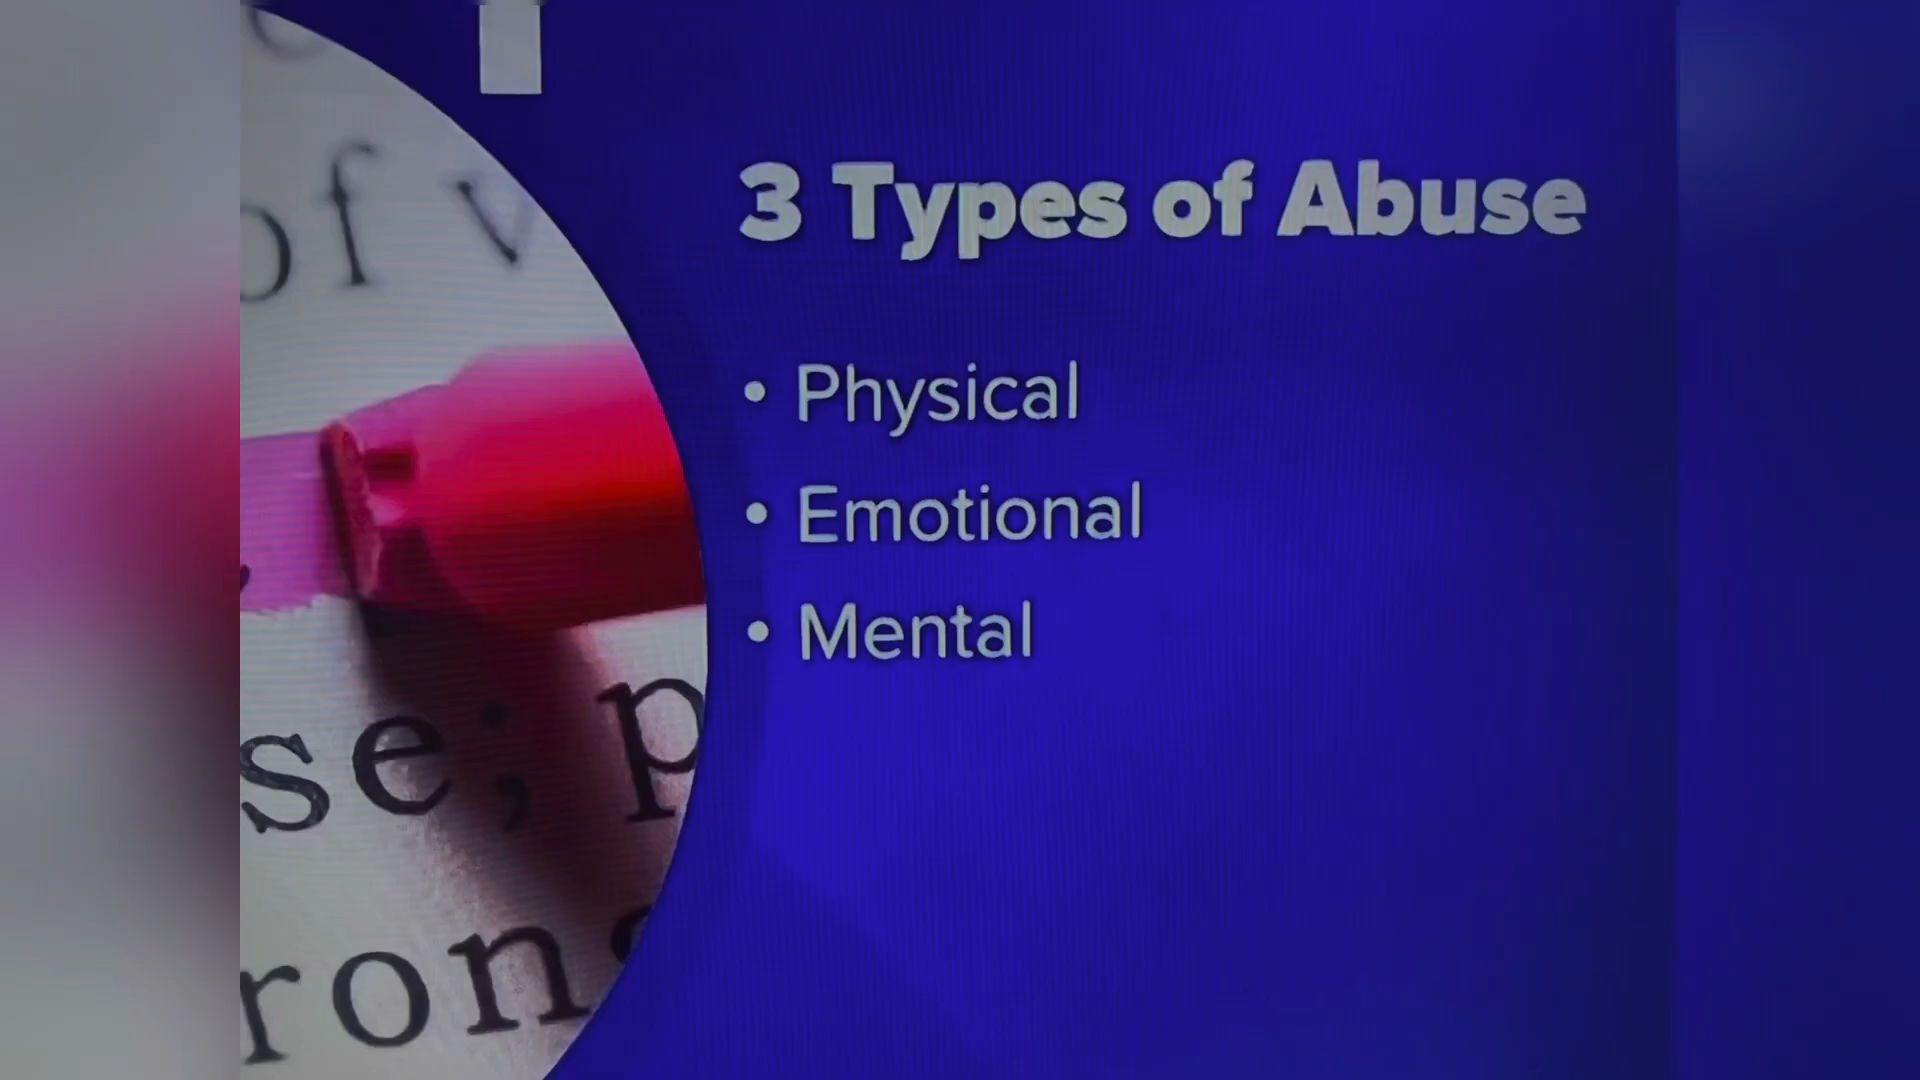 of
3 Types of Abuse
• Physical
• Emotional
• Mental
se; p
ron